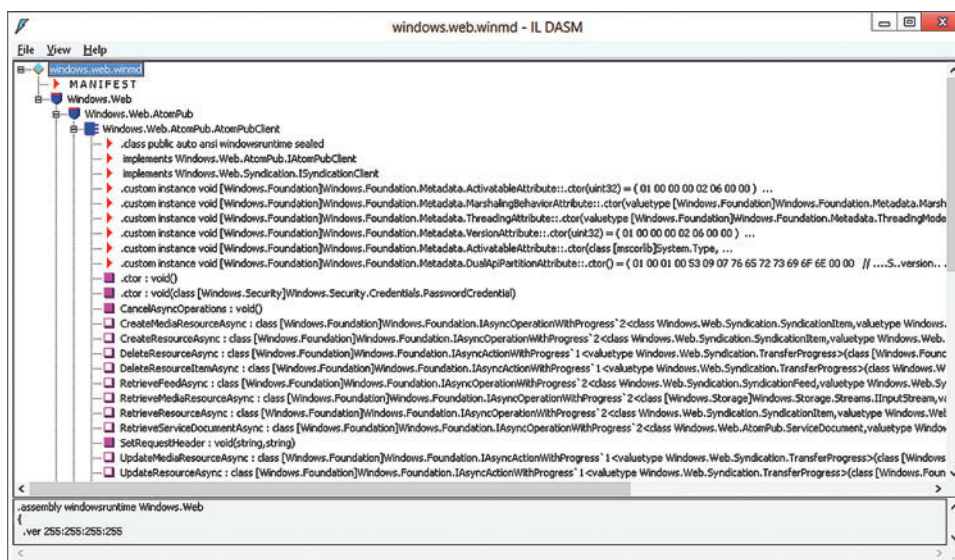 windows.web.winmd - IL DASM
File View Help
windows.web.winmd
MANIFEST
Windows.Web
Windows.Web.AtomPub
Windows.Web.AtomPub.AtomPubClient
.class public auto ansi windowsruntime sealed
implements Windows.Web.AtomPub.IAtomPubClient
implements Windows.Web.Syndication.ISyndicationClient
.custom instance void [Windows.Foundation]Windows.Foundation.Metadata.ActivatableAttribute::.ctor(uint32) = ( 01 00 00 00 02 06 00 00 ) ...
.custom instance void [Windows.Foundation]Windows.Foundation.Metadata.MarshalingBehaviorAttribute::.ctor(valuetype [Windows.Foundation]Windows.Foundation.Metadata.Marsh
.custom instance void [Windows.Foundation]Windows.Foundation.Metadata.ThreadingAttribute::.ctor(valuetype [Windows.Foundation]Windows.Foundation.Metadata.ThreadingMode
.custom instance void [Windows.Foundation]Windows.Foundation.Metadata.VersionAttribute::.ctor(uint32) = ( 01 00 00 00 02 06 00 00 ) ...
.custom instance void [Windows.Foundation]Windows.Foundation.Metadata.ActivatableAttribute::.ctor(class [mscorlib]System.Type, ...
.custom instance void [Windows.Foundation]Windows.Foundation.Metadata.DualApiPartitionAttribute::.ctor() = ( 01 00 01 00 53 09 07 76 65 72 73 69 6F 6E 00 00 // ....S..version..
.ctor : void()
.ctor : void(class [Windows.Security]Windows.Security.Credentials.PasswordCredential)
CancelAsyncOperations : void()
CreateMediaResourceAsync : class [Windows.Foundation]Windows.Foundation.IAsyncOperationWithProgress`2<class Windows.Web.Syndication.SyndicationItem,valuetype Windows.
CreateResourceAsync : class [Windows.Foundation]Windows.Foundation.IAsyncOperationWithProgress`2<class Windows.Web.Syndication.SyndicationItem,valuetype Windows.Web.
DeleteResourceAsync : class [Windows.Foundation]Windows.Foundation.IAsyncActionWithProgress`1<valuetype Windows.Web.Syndication.TransferProgress>(class [Windows.Found
DeleteResourceItemAsync : class [Windows.Foundation]Windows.Foundation.IAsyncActionWithProgress`1<valuetype Windows.Web.Syndication.TransferProgress>(class Windows.W
RetrieveFeedAsync : class [Windows.Foundation]Windows.Foundation.IAsyncOperationWithProgress`2<class Windows.Web.Syndication.SyndicationFeed,valuetype Windows.Web.Sy
RetrieveMediaResourceAsync : class [Windows.Foundation]Windows.Foundation.IAsyncOperationWithProgress`2<class [Windows.Storage]Windows.Storage.Streams.IInputStream,va
RetrieveResourceAsync : class [Windows.Foundation]Windows.Foundation.IAsyncOperationWithProgress`2<class Windows.Web.Syndication.SyndicationItem,valuetype Windows.Web
RetrieveServiceDocumentAsync : class [Windows.Foundation]Windows.Foundation.IAsyncOperationWithProgress`2<class Windows.Web.AtomPub.ServiceDocument,valuetype Window
SetRequestHeader : void(string,string)
UpdateMediaResourceAsync : class [Windows.Foundation]Windows.Foundation.IAsyncActionWithProgress`1<valuetype Windows.Web.Syndication.TransferProgress>(class [Windows
UpdateResourceAsync : class [Windows.Foundation]Windows.Foundation.IAsyncActionWithProgress`1<valuetype Windows.Web.Syndication.TransferProgress>(class [Windows.Foun
.assembly windowsruntime Windows.Web
{
.ver 255:255:255:255